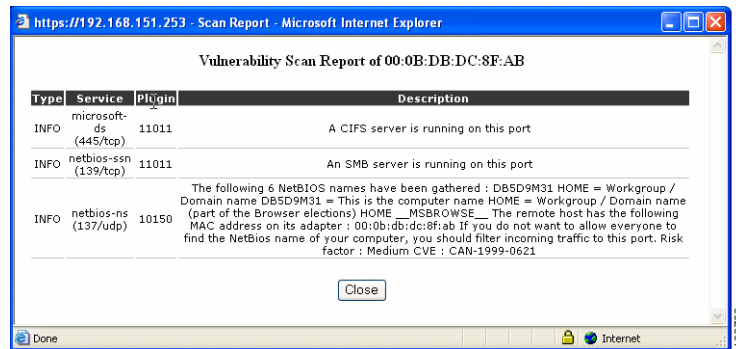 https://192.168.151.253 - Scan Report - Microsoft Internet Explorer
Vulnerability Scan Report of 00:0B:DB:DC:8F:AB
Type Service Plugin Description
INFO microsoft-ds (445/tcp) 11011 A CIFS server is running on this port
INFO netbios-ssn (139/tcp) 11011 An SMB server is running on this port
INFO netbios-ns (137/udp) 10150 The following 6 NetBIOS names have been gathered : DB5D9M31 HOME = Workgroup /
Domain name DB5D9M31 = This is the computer name HOME = Workgroup / Domain name
(part of the Browser elections) HOME __MSBROWSE__ The remote host has the following
MAC address on its adapter : 00:0b:db:dc:8f:ab If you do not want to allow everyone to
find the NetBios name of your computer, you should filter incoming traffic to this port. Risk
factor : Medium CVE : CAN-1999-0621
Close
Done Internet